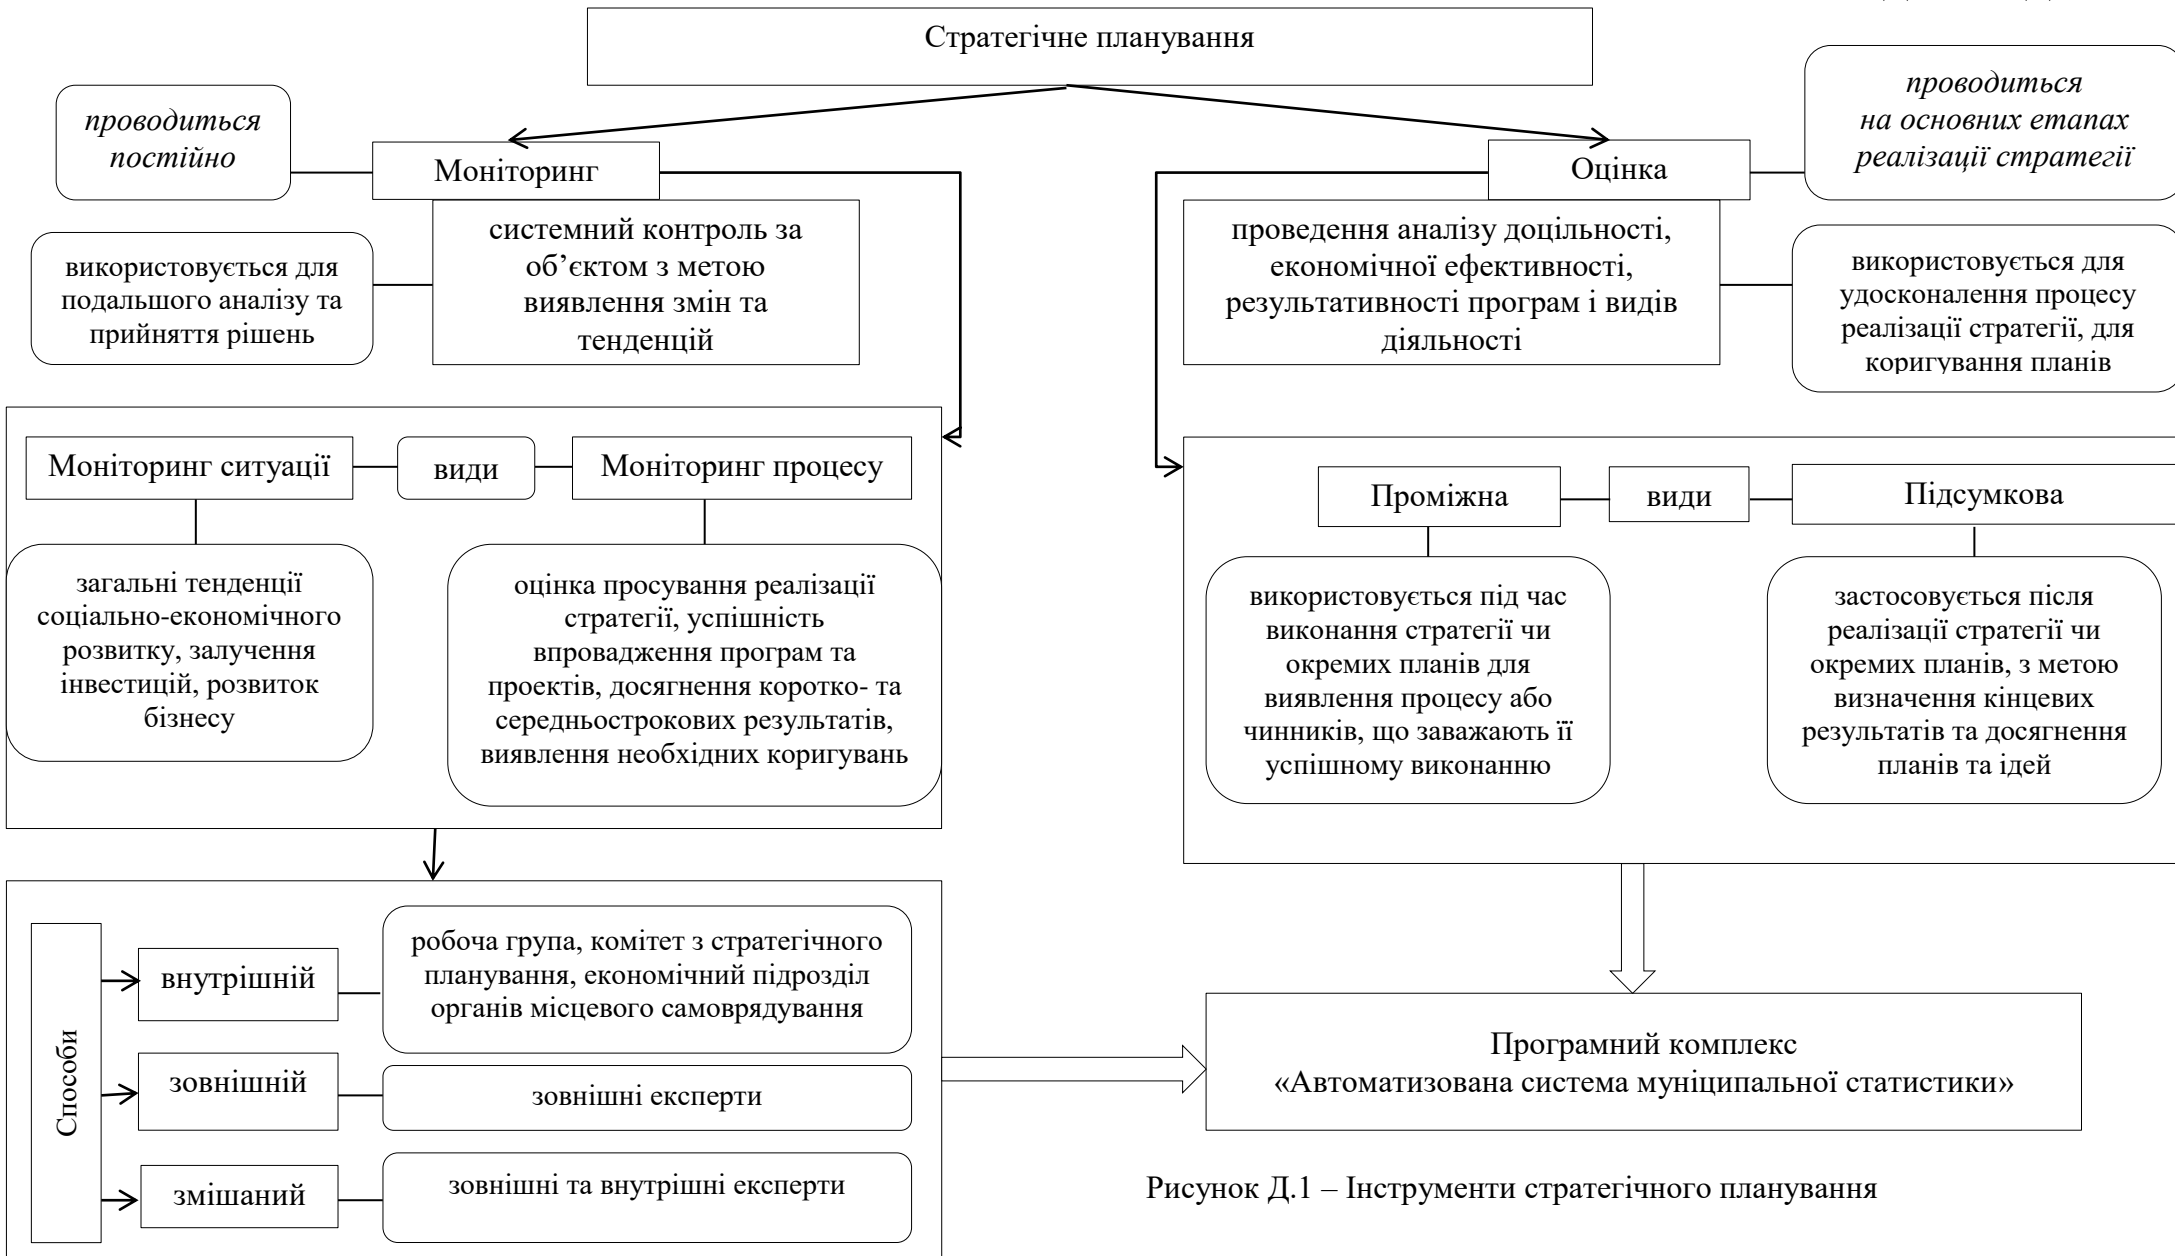 Стратегічне планування
проводиться
постійно
Моніторинг
Оцінка
проводиться
на основних етапах
реалізації стратегії
використовується для
подальшого аналізу та
прийняття рішень
системний контроль за
об’єктом з метою
виявлення змін та
тенденцій
проведення аналізу доцільності,
економічної ефективності,
результативності програм і видів
діяльності
використовується для
удосконалення процесу
реалізації стратегії, для
коригування планів
Моніторинг ситуації
види
Моніторинг процесу
загальні тенденції
соціально-економічного
розвитку, залучення
інвестицій, розвиток
бізнесу
оцінка просування реалізації
стратегії, успішність
впровадження програм та
проектів, досягнення коротко- та
середньострокових результатів,
виявлення необхідних коригувань
Проміжна
види
Підсумкова
використовується під час
виконання стратегії чи
окремих планів для
виявлення процесу або
чинників, що заважають її
успішному виконанню
застосовується після
реалізації стратегії чи
окремих планів, з метою
визначення кінцевих
результатів та досягнення
планів та ідей
Способи
внутрішній
робоча група, комітет з стратегічного
планування, економічний підрозділ
органів місцевого самоврядування
зовнішній
зовнішні експерти
змішаний
зовнішні та внутрішні експерти
Програмний комплекс
«Автоматизована система муніципальної статистики»
Рисунок Д.1 – Інструменти стратегічного планування